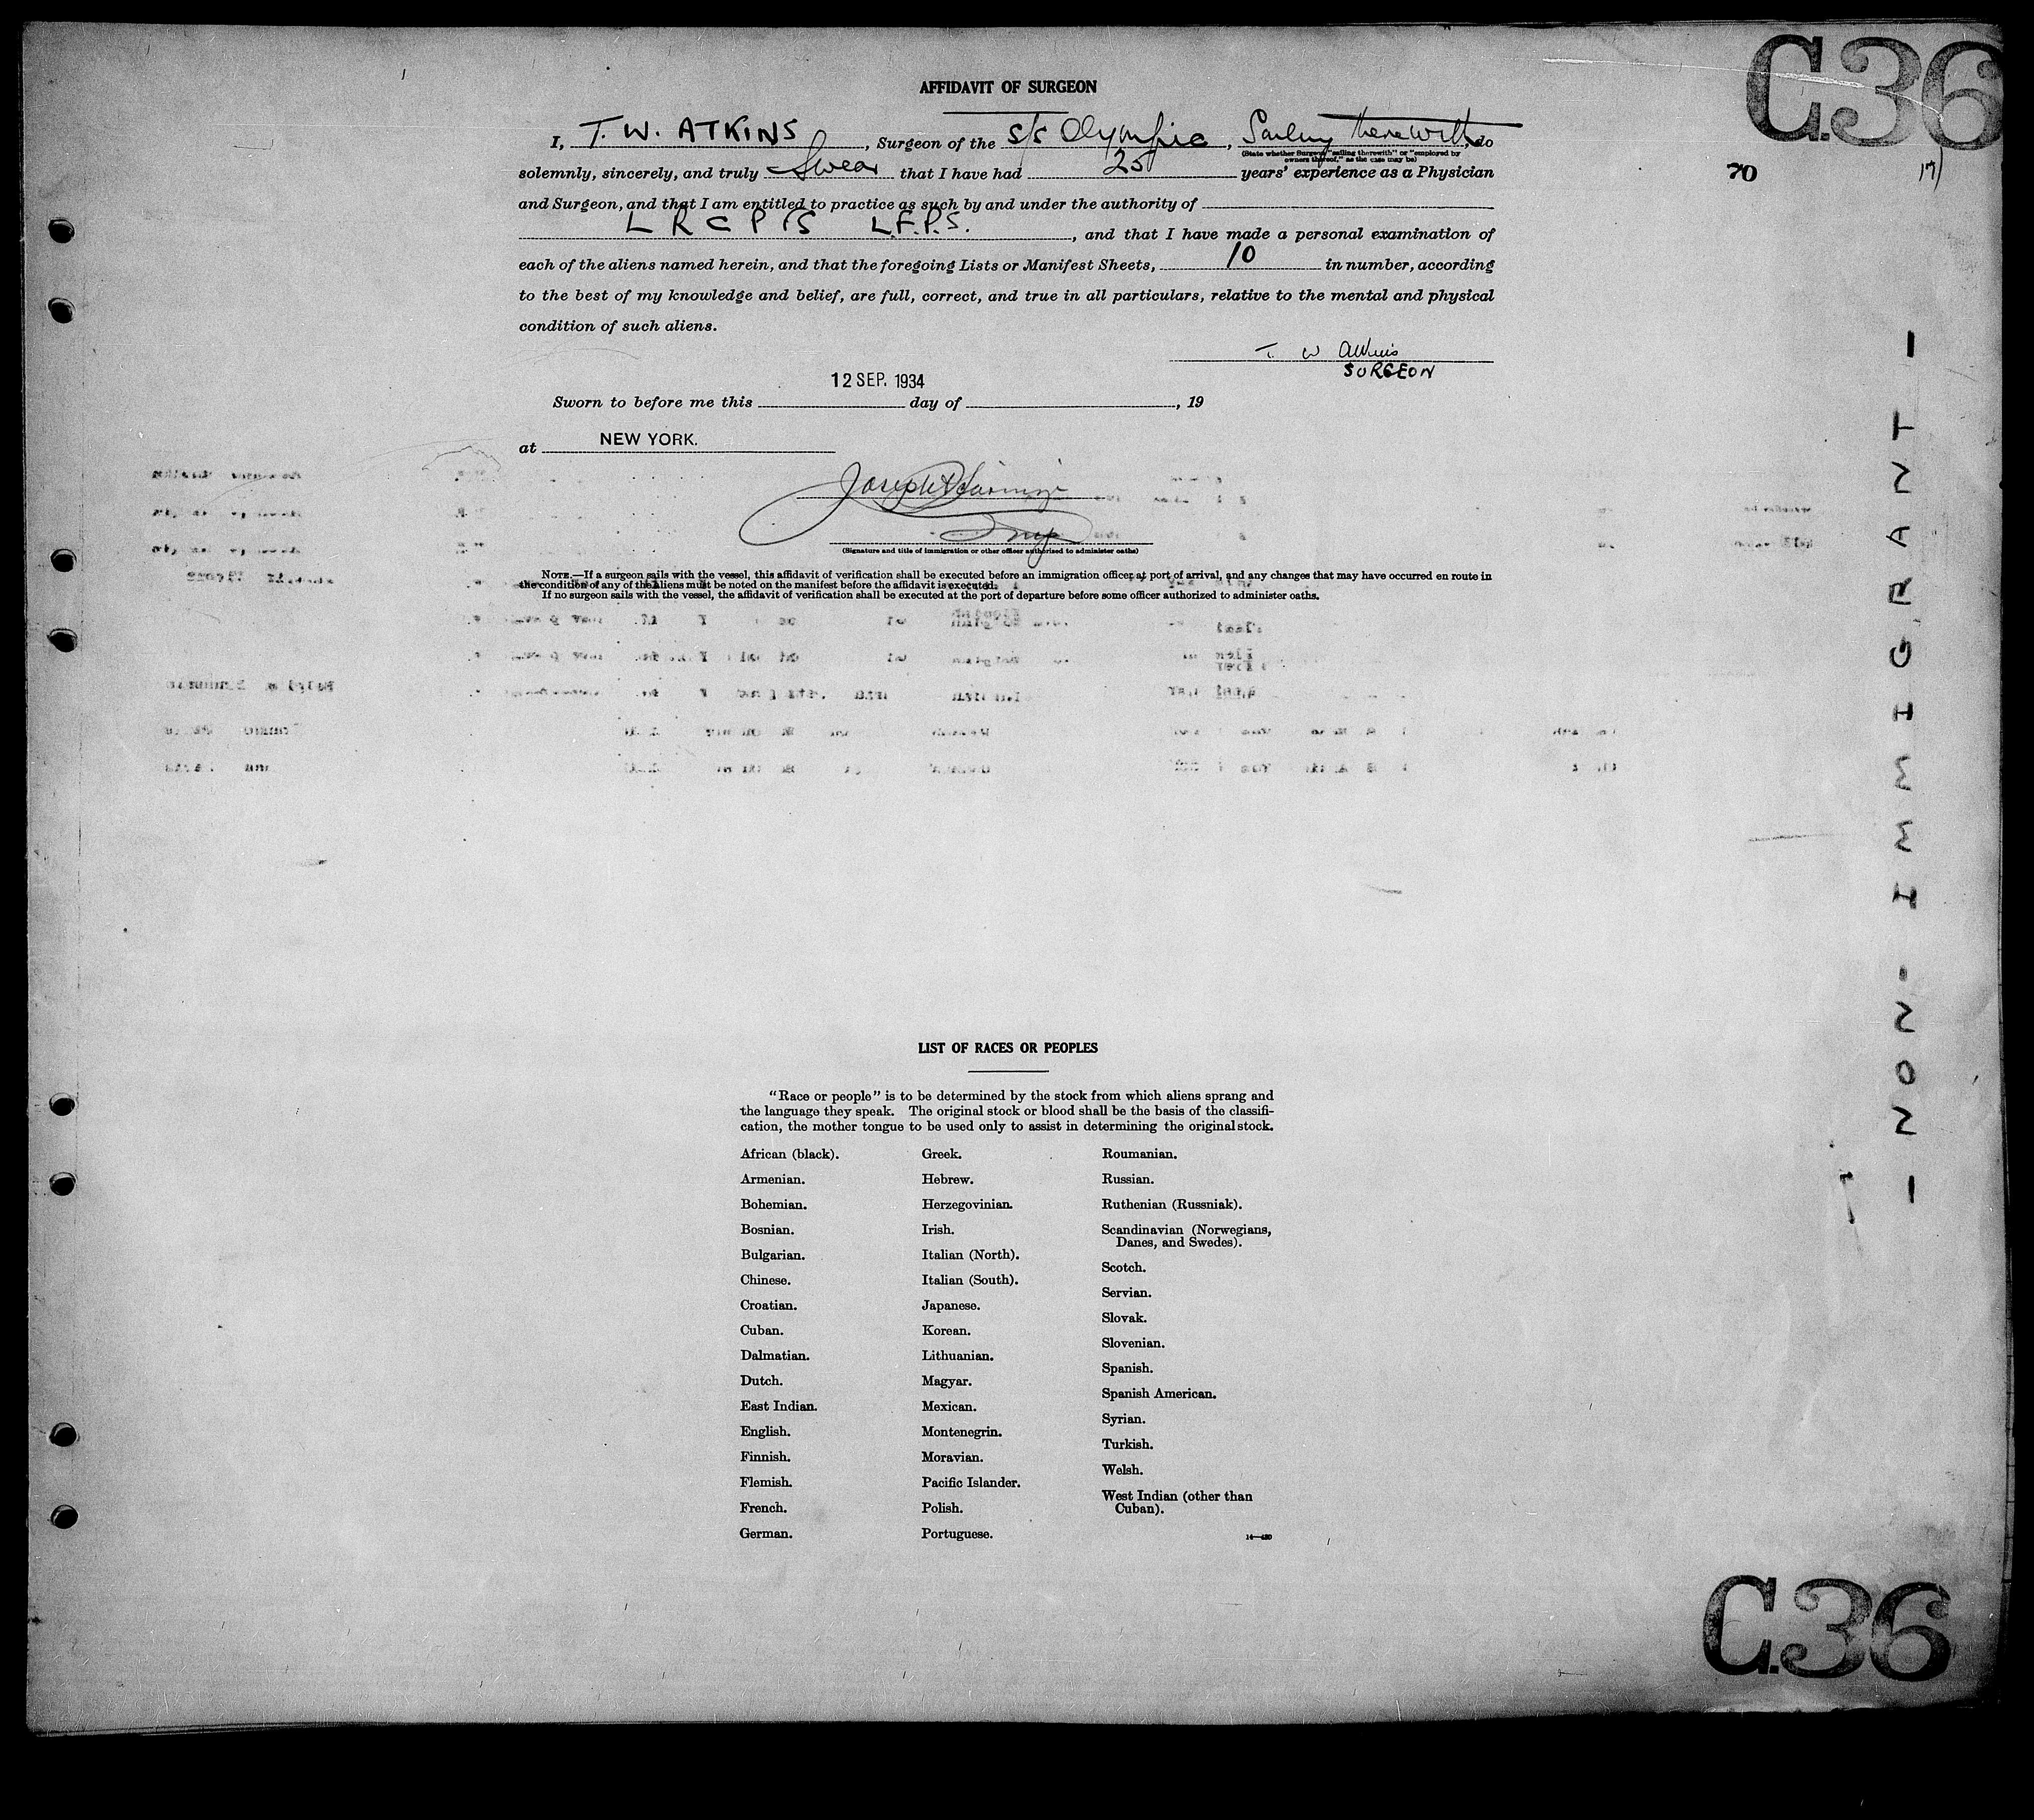 C.36
AFFIDAVIT OF SURGEON
I, T. W. ATKINS, Surgeon of the S/S Olympic, Sailing therewith, do
(State whether Surgeon "sailing therewith" or "employed by
owners thereof," as the case may be)
solemnly, sincerely, and truly Swear that I have had 25 years' experience as a Physician
70
17
and Surgeon, and that I am entitled to practice as such by and under the authority of
L R C P &S L.F.P.S., and that I have made a personal examination of
each of the aliens named herein, and that the foregoing Lists or Manifest Sheets, 10 in number, according
to the best of my knowledge and belief, are full, correct, and true in all particulars, relative to the mental and physical
condition of such aliens.
T. W Atkins
SURGEON
12 SEP. 1934
Sworn to before me this day of , 19
at NEW YORK.
Joseph
Insp
(Signature and title of immigration or other officer authorized to administer oaths)
NOTE.—If a surgeon sails with the vessel, this affidavit of verification shall be executed before an immigration officer at port of arrival, and any changes that may have occurred en route in
the condition of any of the aliens must be noted on the manifest before the affidavit is executed.
If no surgeon sails with the vessel, the affidavit of verification shall be executed at the port of departure before some officer authorized to administer oaths.
- NON - IMMIGRANT -
LIST OF RACES OR PEOPLES
"Race or people" is to be determined by the stock from which aliens sprang and
the language they speak. The original stock or blood shall be the basis of the classifi-
cation, the mother tongue to be used only to assist in determining the original stock.
African (black).
Armenian.
Bohemian.
Bosnian.
Bulgarian.
Chinese.
Croatian.
Cuban.
Dalmatian.
Dutch.
East Indian.
English.
Finnish.
Flemish.
French.
German.
Greek.
Hebrew.
Herzegovinian.
Irish.
Italian (North).
Italian (South).
Japanese.
Korean.
Lithuanian.
Magyar.
Mexican.
Montenegrin.
Moravian.
Pacific Islander.
Polish.
Portuguese.
Roumanian.
Russian.
Ruthenian (Russniak).
Scandinavian (Norwegians,
Danes, and Swedes).
Scotch.
Servian.
Slovak.
Slovenian.
Spanish.
Spanish American.
Syrian.
Turkish.
Welsh.
West Indian (other than
Cuban).
C.36